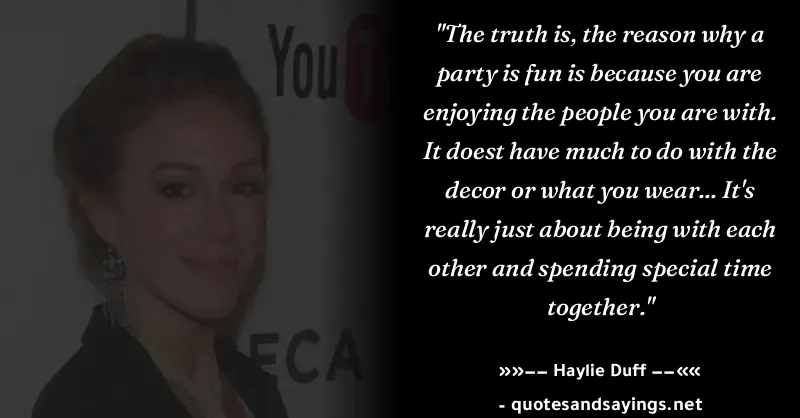 You
ECA
"The truth is, the reason why a
party is fun is because you are
enjoying the people you are with.
It doest have much to do with the
decor or what you wear... It's
really just about being with each
other and spending special time
together."
»»–– Haylie Duff ––««
- quotesandsayings.net